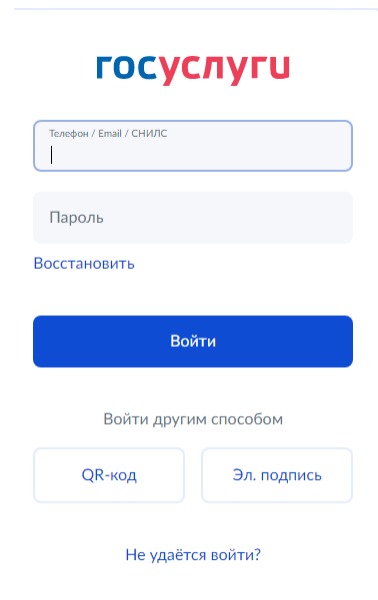 госуслуги
Телефон / Email / СНИЛС
Пароль
Восстановить
Войти
Войти другим способом
QR-код
Эл. подпись
Не удаётся войти?